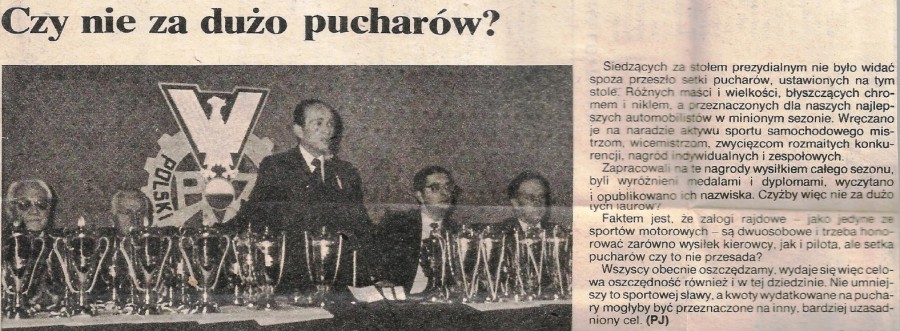 Czy nie za dużo pucharów?
POLSKI
PZ
Siedzących za stołem prezydialnym nie było widać
spoza przeszło setki pucharów, ustawionych na tym
stole. Różnych maści i wielkości, błyszczących chro-
mem i niklem, a przeznaczonych dla naszych najlep-
szych automobilistów w minionym sezonie. Wręczano
je na naradzie aktywu sportu samochodowego mis-
trzom, wicemistrzom, zwycięzcom rozmaitych konku-
rencji, nagród indywidualnych i zespołowych.
Zapracowali na te nagrody wysiłkiem całego sezonu,
byli wyróżnieni medalami i dyplomami, wyczytano
i opublikowano ich nazwiska. Czyżby więc nie za dużo
tych laurów?
Faktem jest, że załogi rajdowe – jako jedyne ze
sportów motorowych – są dwuosobowe i trzeba hono-
rować zarówno wysiłek kierowcy, jak i pilota, ale setka
pucharów czy to nie przesada?
Wszyscy obecnie oszczędzamy, wydaje się więc celo-
wa oszczędność również i w tej dziedzinie. Nie umniej-
szy to sportowej sławy, a kwoty wydatkowane na pucha-
ry mogłyby być przeznaczone na inny, bardziej uzasad-
niony cel. (PJ)